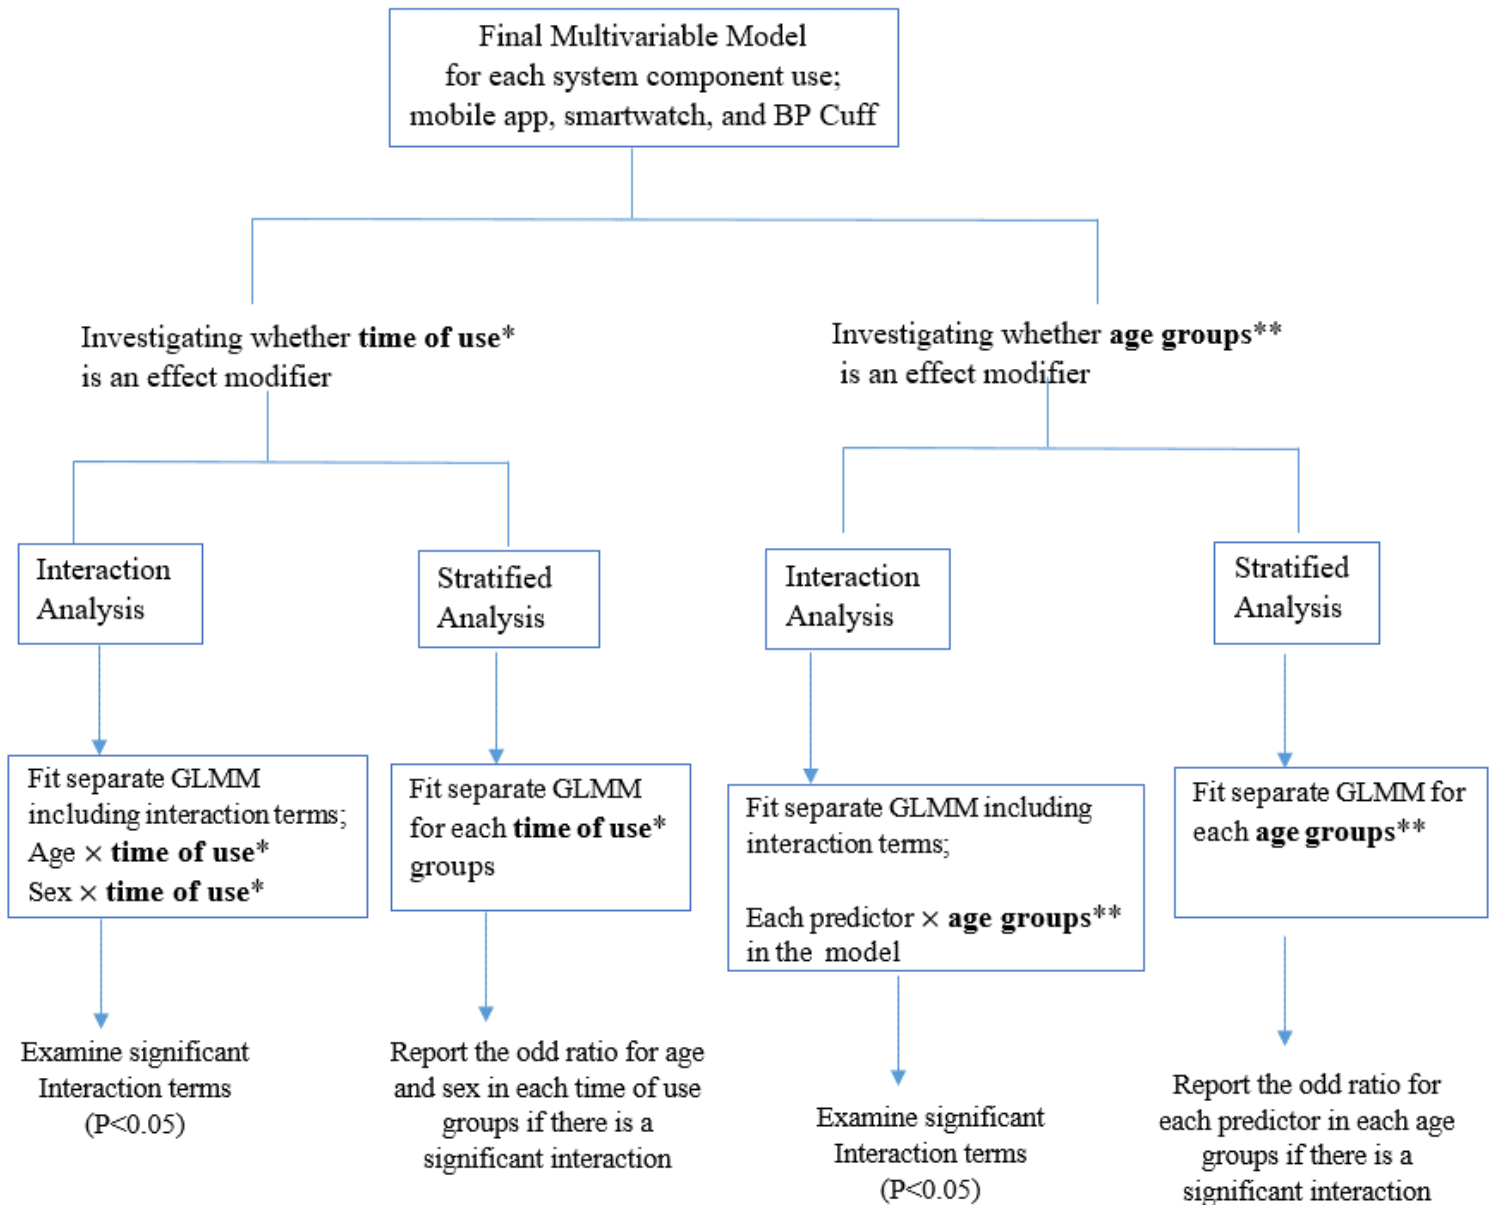 Final Multivariable Model
for each system component use;
mobile app, smartwatch, and BP Cuff
Investigating whether time of use*
is an effect modifier
Investigating whether age groups**
is an effect modifier
Interaction
Analysis
Stratified
Analysis
Interaction
Analysis
Stratified
Analysis
Fit separate GLMM
including interaction terms;
Age × time of use*
Sex × time of use*
Fit separate GLMM
for each time of use*
groups
Fit separate GLMM including
interaction terms;
Each predictor × age groups**
in the model
Fit separate GLMM for
each age groups**
Examine significant
Interaction terms
(P<0.05)
Report the odd ratio for age
and sex in each time of use
groups if there is a
significant interaction
Examine significant
Interaction terms
(P<0.05)
Report the odd ratio for
each predictor in each age
groups if there is a
significant interaction